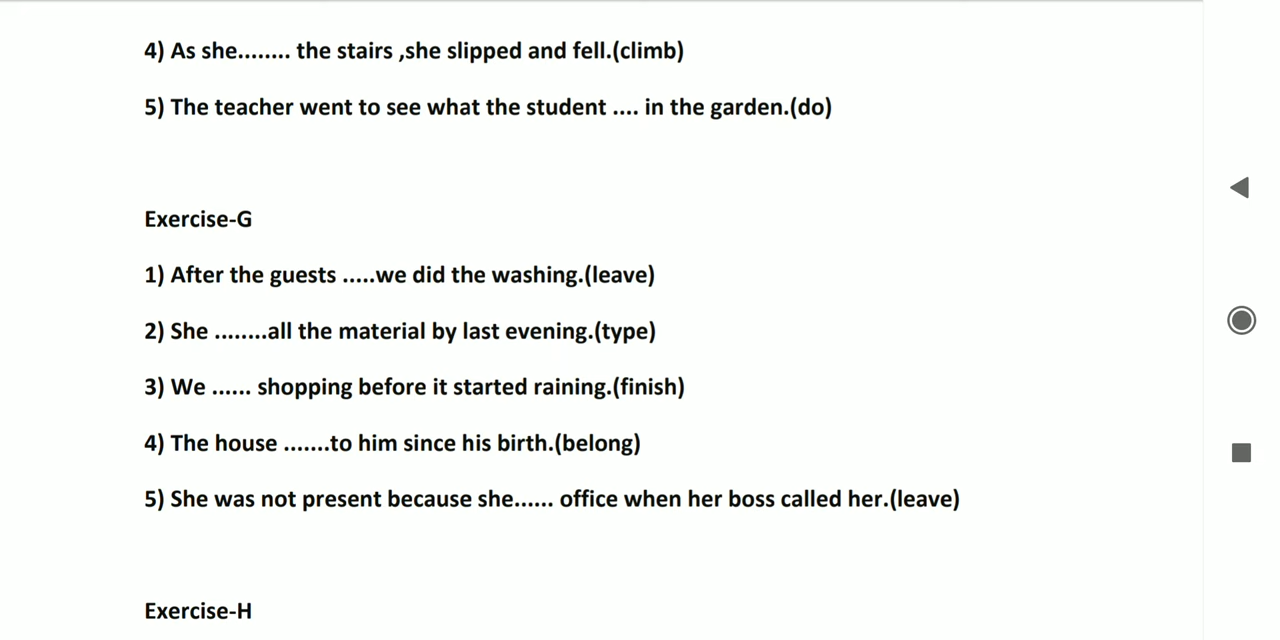 4) As she........ the stairs ,she slipped and fell.(climb)
5) The teacher went to see what the student .... in the garden.(do)
Exercise-G
1) After the guests .....we did the washing.(leave)
2) She ........all the material by last evening.(type)
3) We ...... shopping before it started raining.(finish)
4) The house .......to him since his birth.(belong)
5) She was not present because she...... office when her boss called her.(leave)
Exercise-H